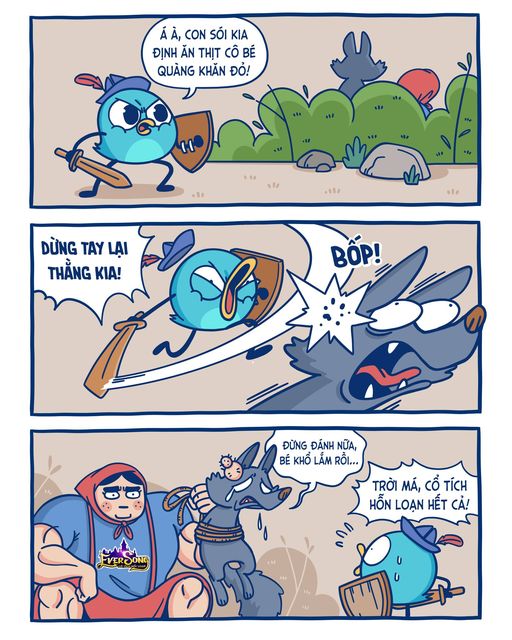 Á À, CON SÓI KIA
ĐỊNH ĂN THỊT CÔ BÉ
QUÀNG KHĂN ĐỎ!
DỪNG TAY LẠI
THẰNG KIA!
BỐP!
ĐỪNG ĐÁNH NỮA,
BÉ KHỔ LẮM RỒI...
TRỜI MÁ, CỔ TÍCH
HỖN LOẠN HẾT CẢ!
EVERSONG